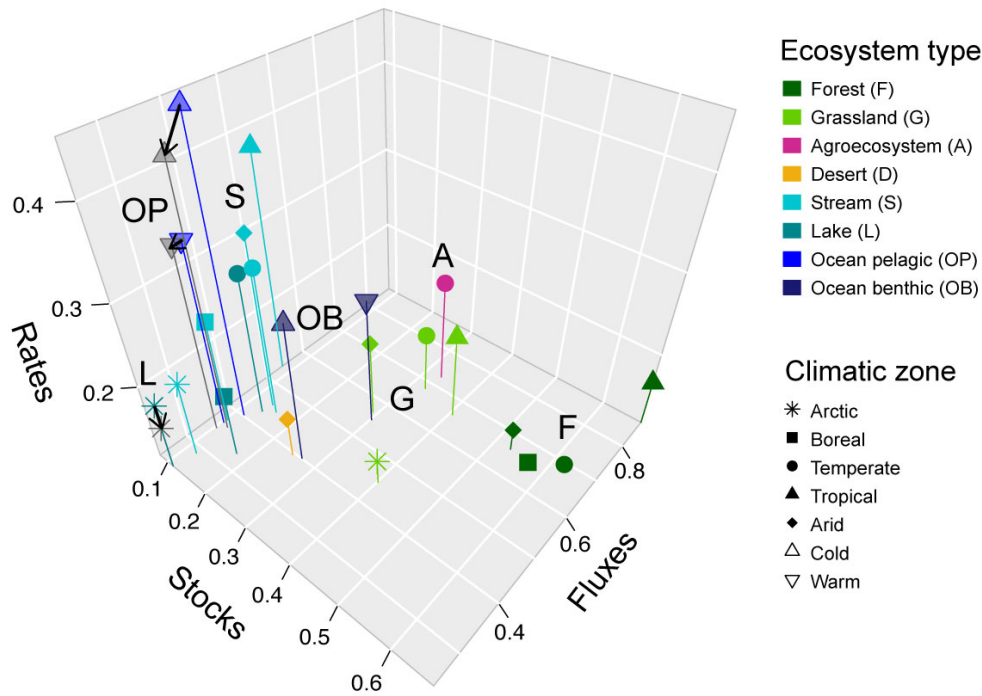 0.4
0.3
0.2
Rates
0.1
0.2
0.3
0.4
0.5
0.6
Stocks
0.4
0.6
0.8
Fluxes
OP
S
L
OB
A
G
F
Ecosystem type
Forest (F)
Grassland (G)
Agroecosystem (A)
Desert (D)
Stream (S)
Lake (L)
Ocean pelagic (OP)
Ocean benthic (OB)
Climatic zone
Arctic
Boreal
Temperate
Tropical
Arid
Cold
Warm